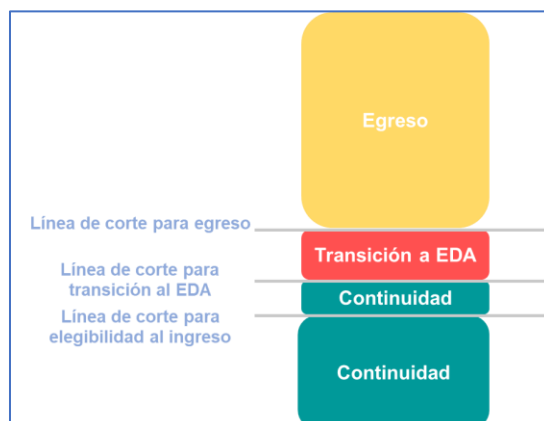 Egreso
Línea de corte para egreso
Transición a EDA
Línea de corte para
transición al EDA
Continuidad
Línea de corte para
elegibilidad al ingreso
Continuidad